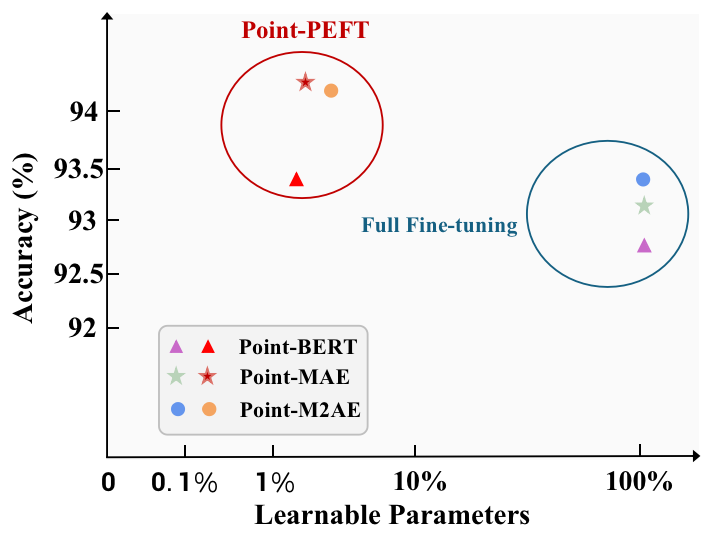 Point-PEFT
94
93.5
93
92.5
92
Accuracy (%)
Full Fine-tuning
Point-BERT
Point-MAE
Point-M2AE
0 0.1% 1% 10% 100%
Learnable Parameters